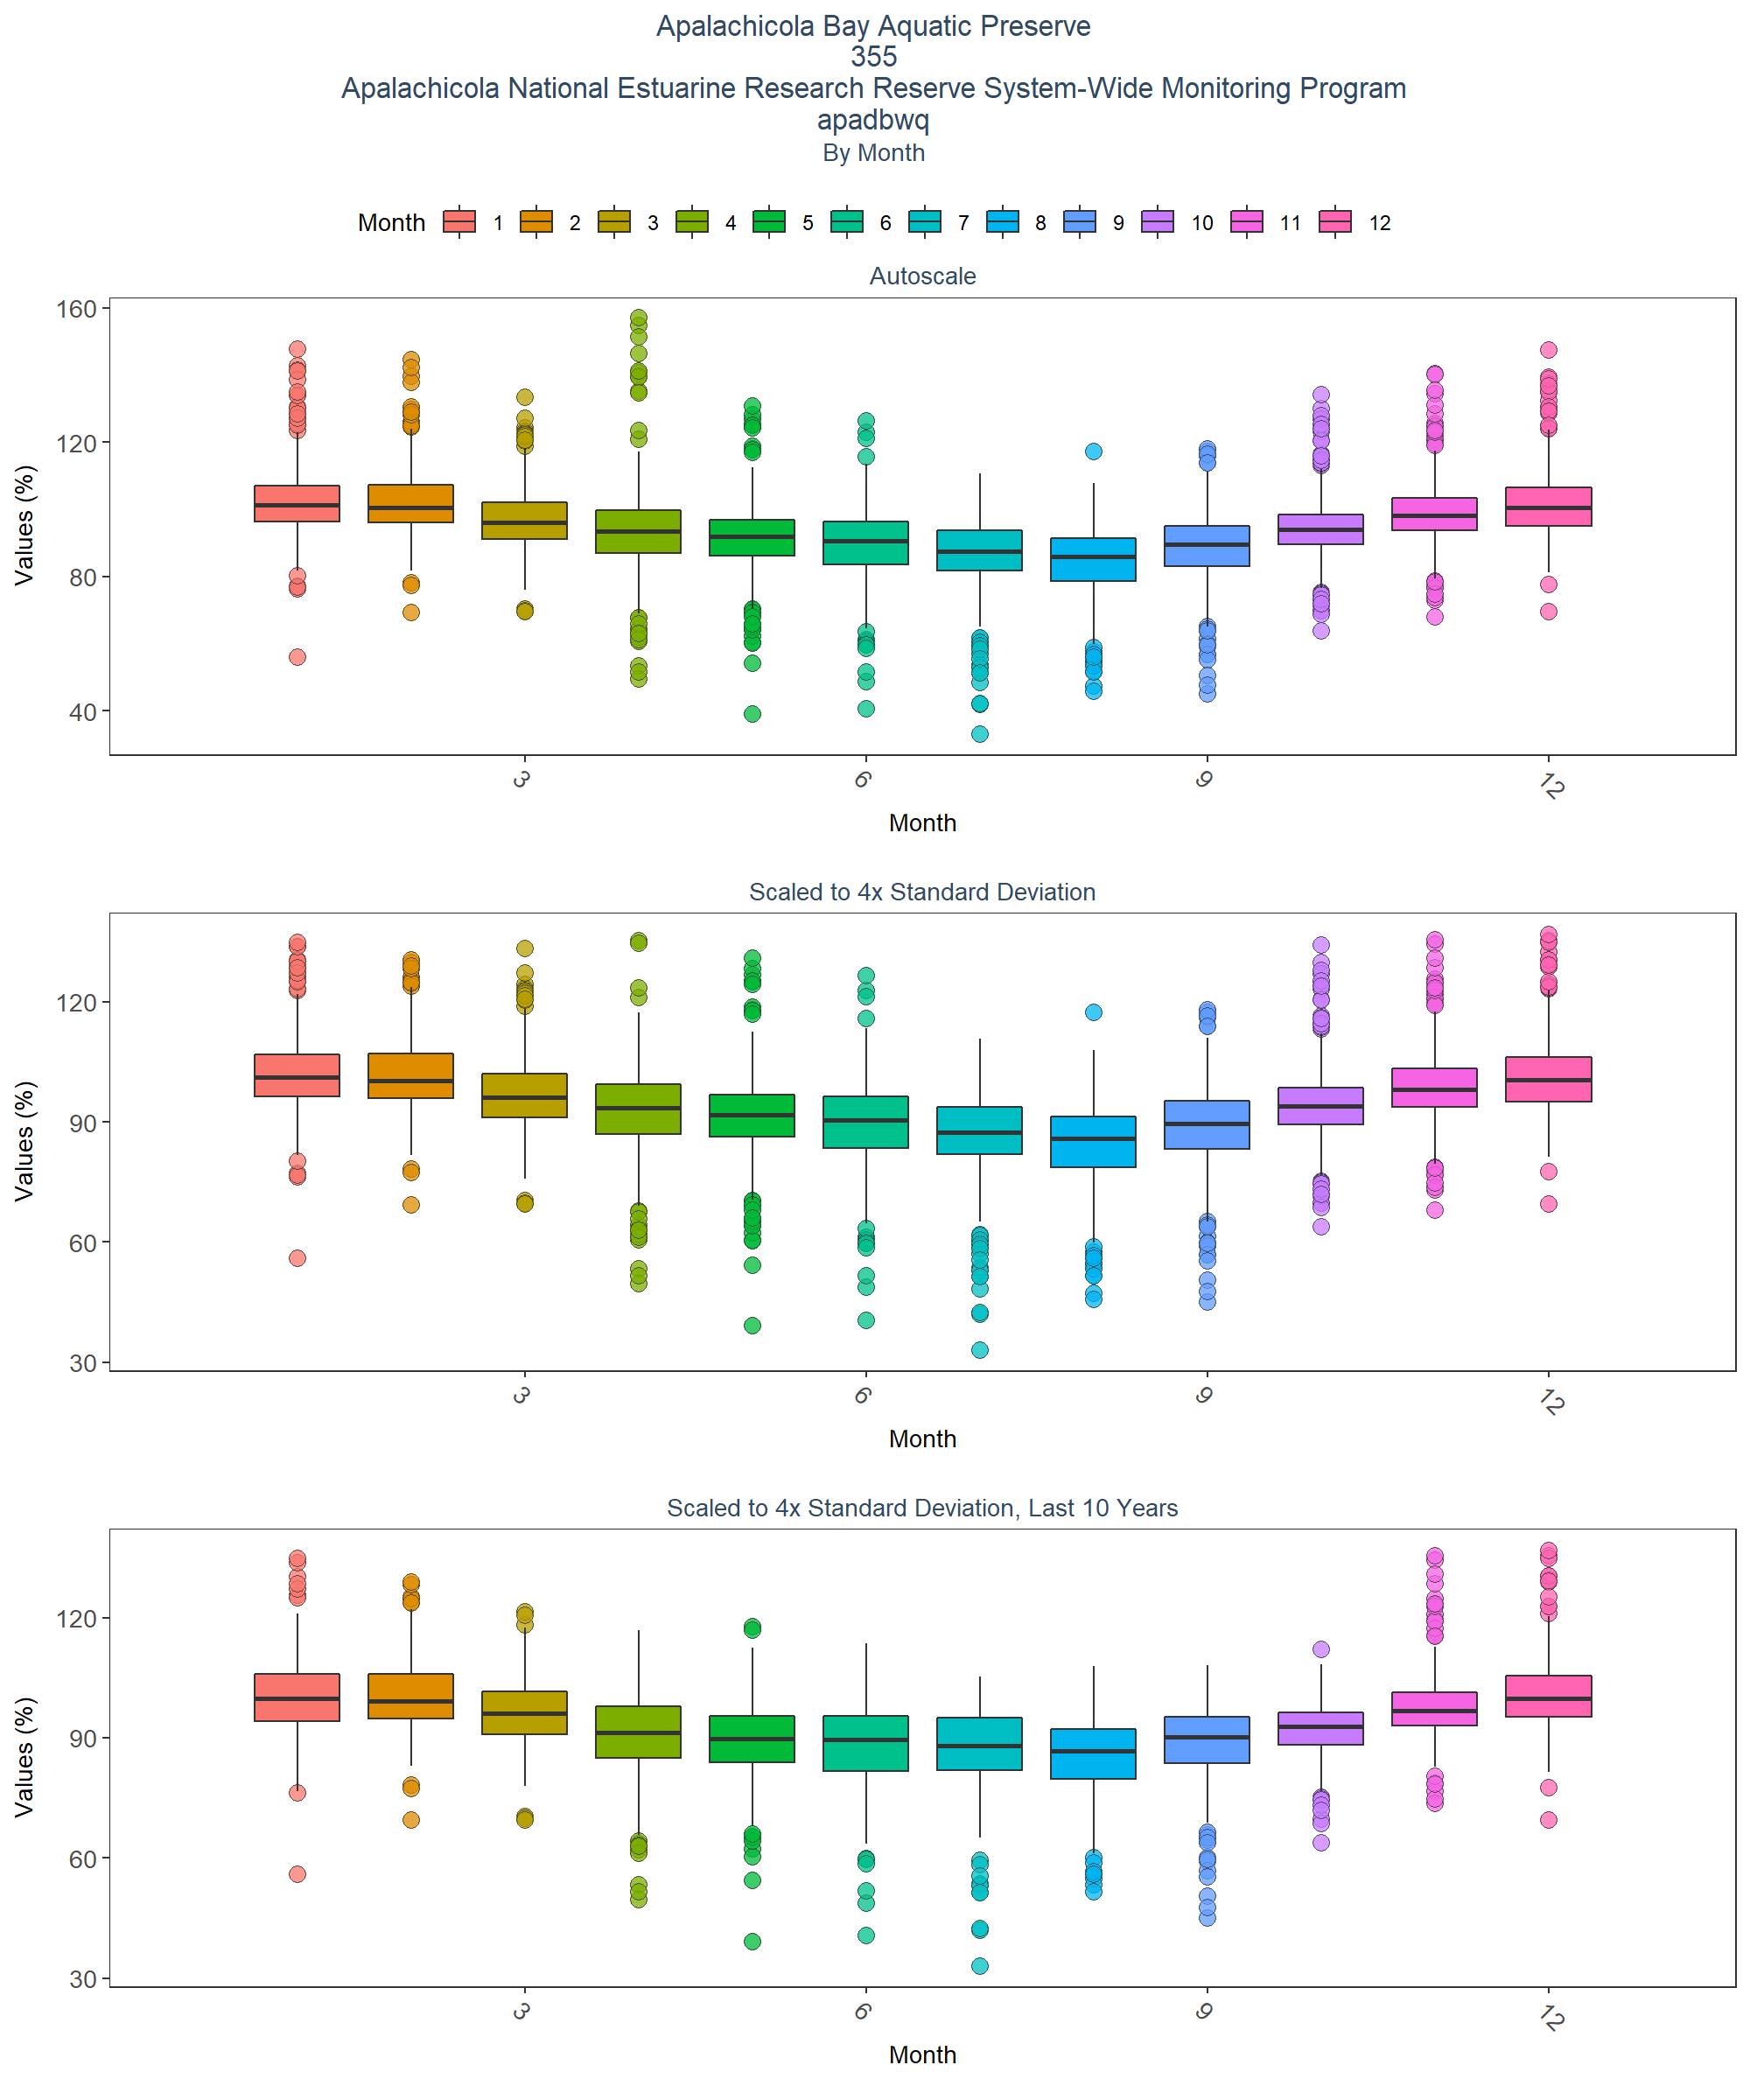 Apalachicola Bay Aquatic Preserve
355
Apalachicola National Estuarine Research Reserve System-Wide Monitoring Program
apadbwq
By Month
Month 1 2 3 4 5 6 7 8 9 10 11 12
Autoscale
Values (%)
160
120
80
40
3 6 9 12
Month
Scaled to 4x Standard Deviation
Values (%)
120
90
60
30
3 6 9 12
Month
Scaled to 4x Standard Deviation, Last 10 Years
Values (%)
120
90
60
30
3 6 9 12
Month